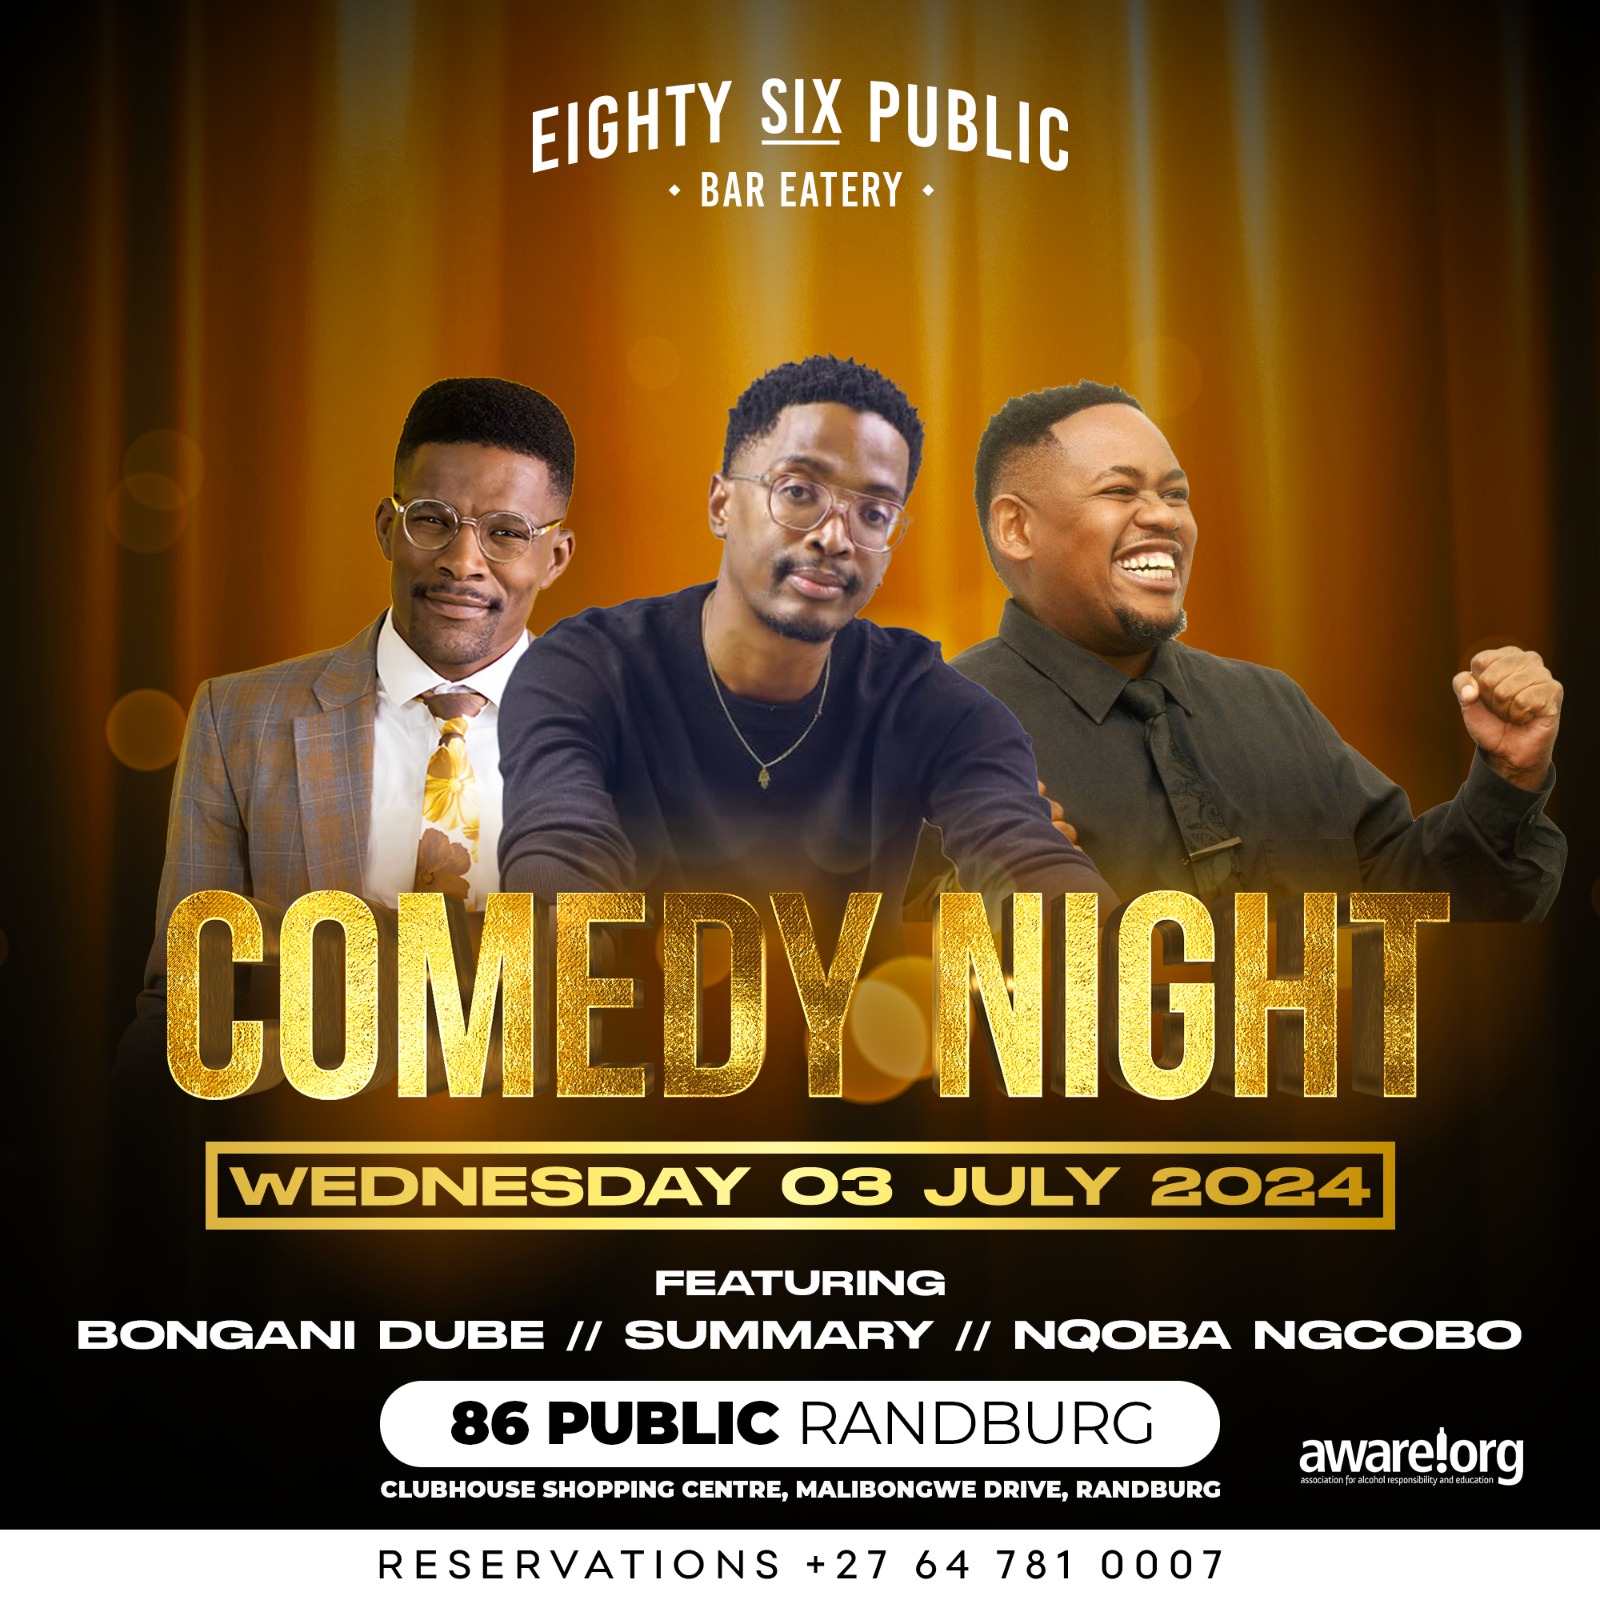 EIGHTY SIX PUBLIC
• BAR EATERY •
COMEDY NIGHT
WEDNESDAY 03 JULY 2024
FEATURING
BONGANI DUBE // SUMMARY // NQOBA NGCOBO
86 PUBLIC RANDBURG
CLUBHOUSE SHOPPING CENTRE, MALIBONGWE DRIVE, RANDBURG
aware!org
association for alcohol responsibility and education
RESERVATIONS +27 64 781 0007